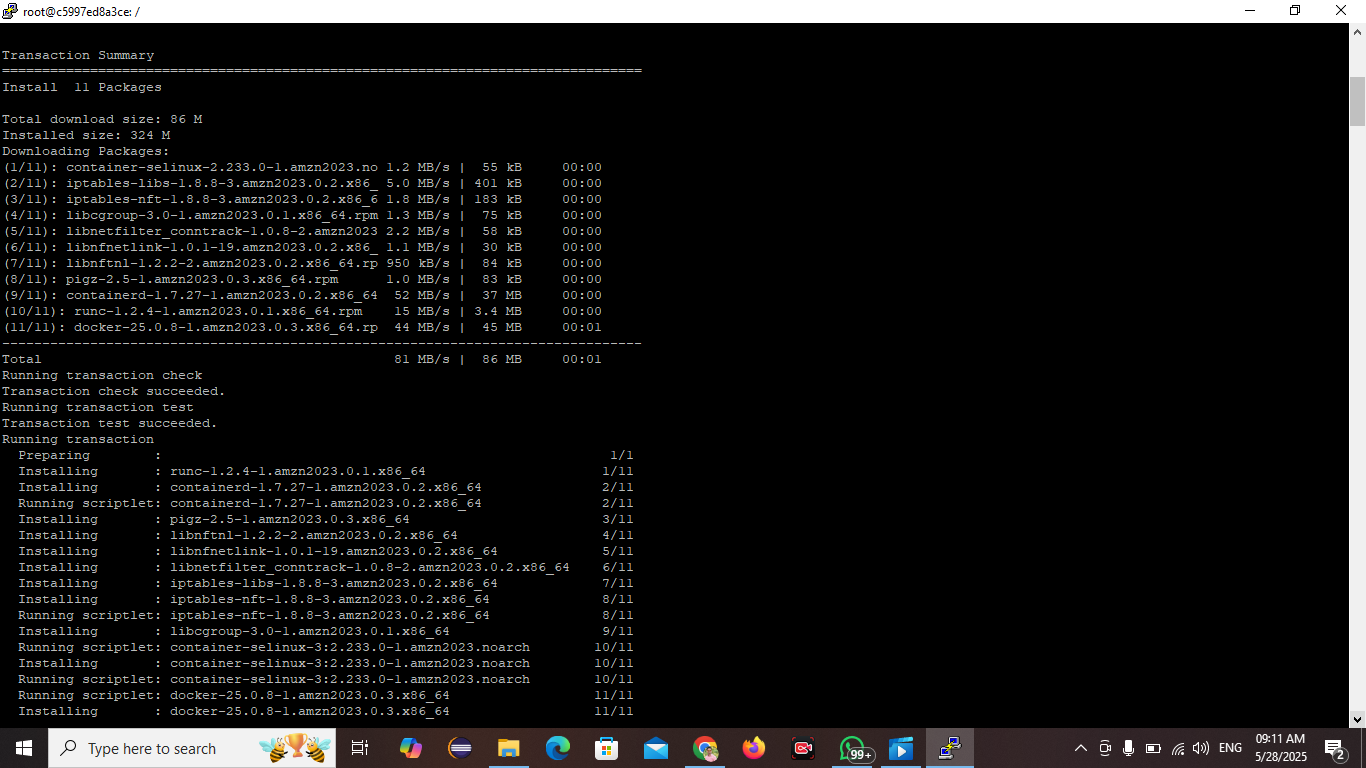 root@c5997ed8a3ce: /
Transaction Summary
================================================================================
Install  11 Packages
Total download size: 86 M
Installed size: 324 M
Downloading Packages:
(1/11): container-selinux-2.233.0-1.amzn2023.no 1.2 MB/s |  55 kB     00:00
(2/11): iptables-libs-1.8.8-3.amzn2023.0.2.x86_ 5.0 MB/s | 401 kB     00:00
(3/11): iptables-nft-1.8.8-3.amzn2023.0.2.x86_6 1.8 MB/s | 183 kB     00:00
(4/11): libcgroup-3.0-1.amzn2023.0.1.x86_64.rpm 1.3 MB/s |  75 kB     00:00
(5/11): libnetfilter_conntrack-1.0.8-2.amzn2023 2.2 MB/s |  58 kB     00:00
(6/11): libnfnetlink-1.0.1-19.amzn2023.0.2.x86_ 1.1 MB/s |  30 kB     00:00
(7/11): libnftnl-1.2.2-2.amzn2023.0.2.x86_64.rp 950 kB/s |  84 kB     00:00
(8/11): pigz-2.5-1.amzn2023.0.3.x86_64.rpm      1.0 MB/s |  83 kB     00:00
(9/11): containerd-1.7.27-1.amzn2023.0.2.x86_64  52 MB/s |  37 MB     00:00
(10/11): runc-1.2.4-1.amzn2023.0.1.x86_64.rpm    15 MB/s | 3.4 MB     00:00
(11/11): docker-25.0.8-1.amzn2023.0.3.x86_64.rp  44 MB/s |  45 MB     00:01
--------------------------------------------------------------------------------
Total                                            81 MB/s |  86 MB     00:01
Running transaction check
Transaction check succeeded.
Running transaction test
Transaction test succeeded.
Running transaction
  Preparing        :                                                        1/1
  Installing       : runc-1.2.4-1.amzn2023.0.1.x86_64                      1/11
  Installing       : containerd-1.7.27-1.amzn2023.0.2.x86_64               2/11
  Running scriptlet: containerd-1.7.27-1.amzn2023.0.2.x86_64               2/11
  Installing       : pigz-2.5-1.amzn2023.0.3.x86_64                        3/11
  Installing       : libnftnl-1.2.2-2.amzn2023.0.2.x86_64                  4/11
  Installing       : libnfnetlink-1.0.1-19.amzn2023.0.2.x86_64             5/11
  Installing       : libnetfilter_conntrack-1.0.8-2.amzn2023.0.2.x86_64    6/11
  Installing       : iptables-libs-1.8.8-3.amzn2023.0.2.x86_64             7/11
  Installing       : iptables-nft-1.8.8-3.amzn2023.0.2.x86_64              8/11
  Running scriptlet: iptables-nft-1.8.8-3.amzn2023.0.2.x86_64              8/11
  Installing       : libcgroup-3.0-1.amzn2023.0.1.x86_64                   9/11
  Running scriptlet: container-selinux-3:2.233.0-1.amzn2023.noarch        10/11
  Installing       : container-selinux-3:2.233.0-1.amzn2023.noarch        10/11
  Running scriptlet: container-selinux-3:2.233.0-1.amzn2023.noarch        10/11
  Running scriptlet: docker-25.0.8-1.amzn2023.0.3.x86_64                  11/11
  Installing       : docker-25.0.8-1.amzn2023.0.3.x86_64                  11/11
Type here to search
99+
ENG
09:11 AM
5/28/2025
2